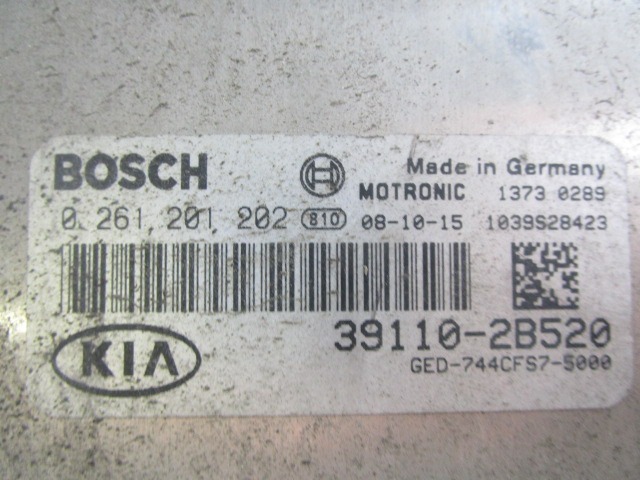 BOSCH
Made in Germany
MOTRONIC 1373 0289
0 261 201 202 810 08-10-15 1039S28423
39110-2B520
KIA
GED-744CFS7-5000